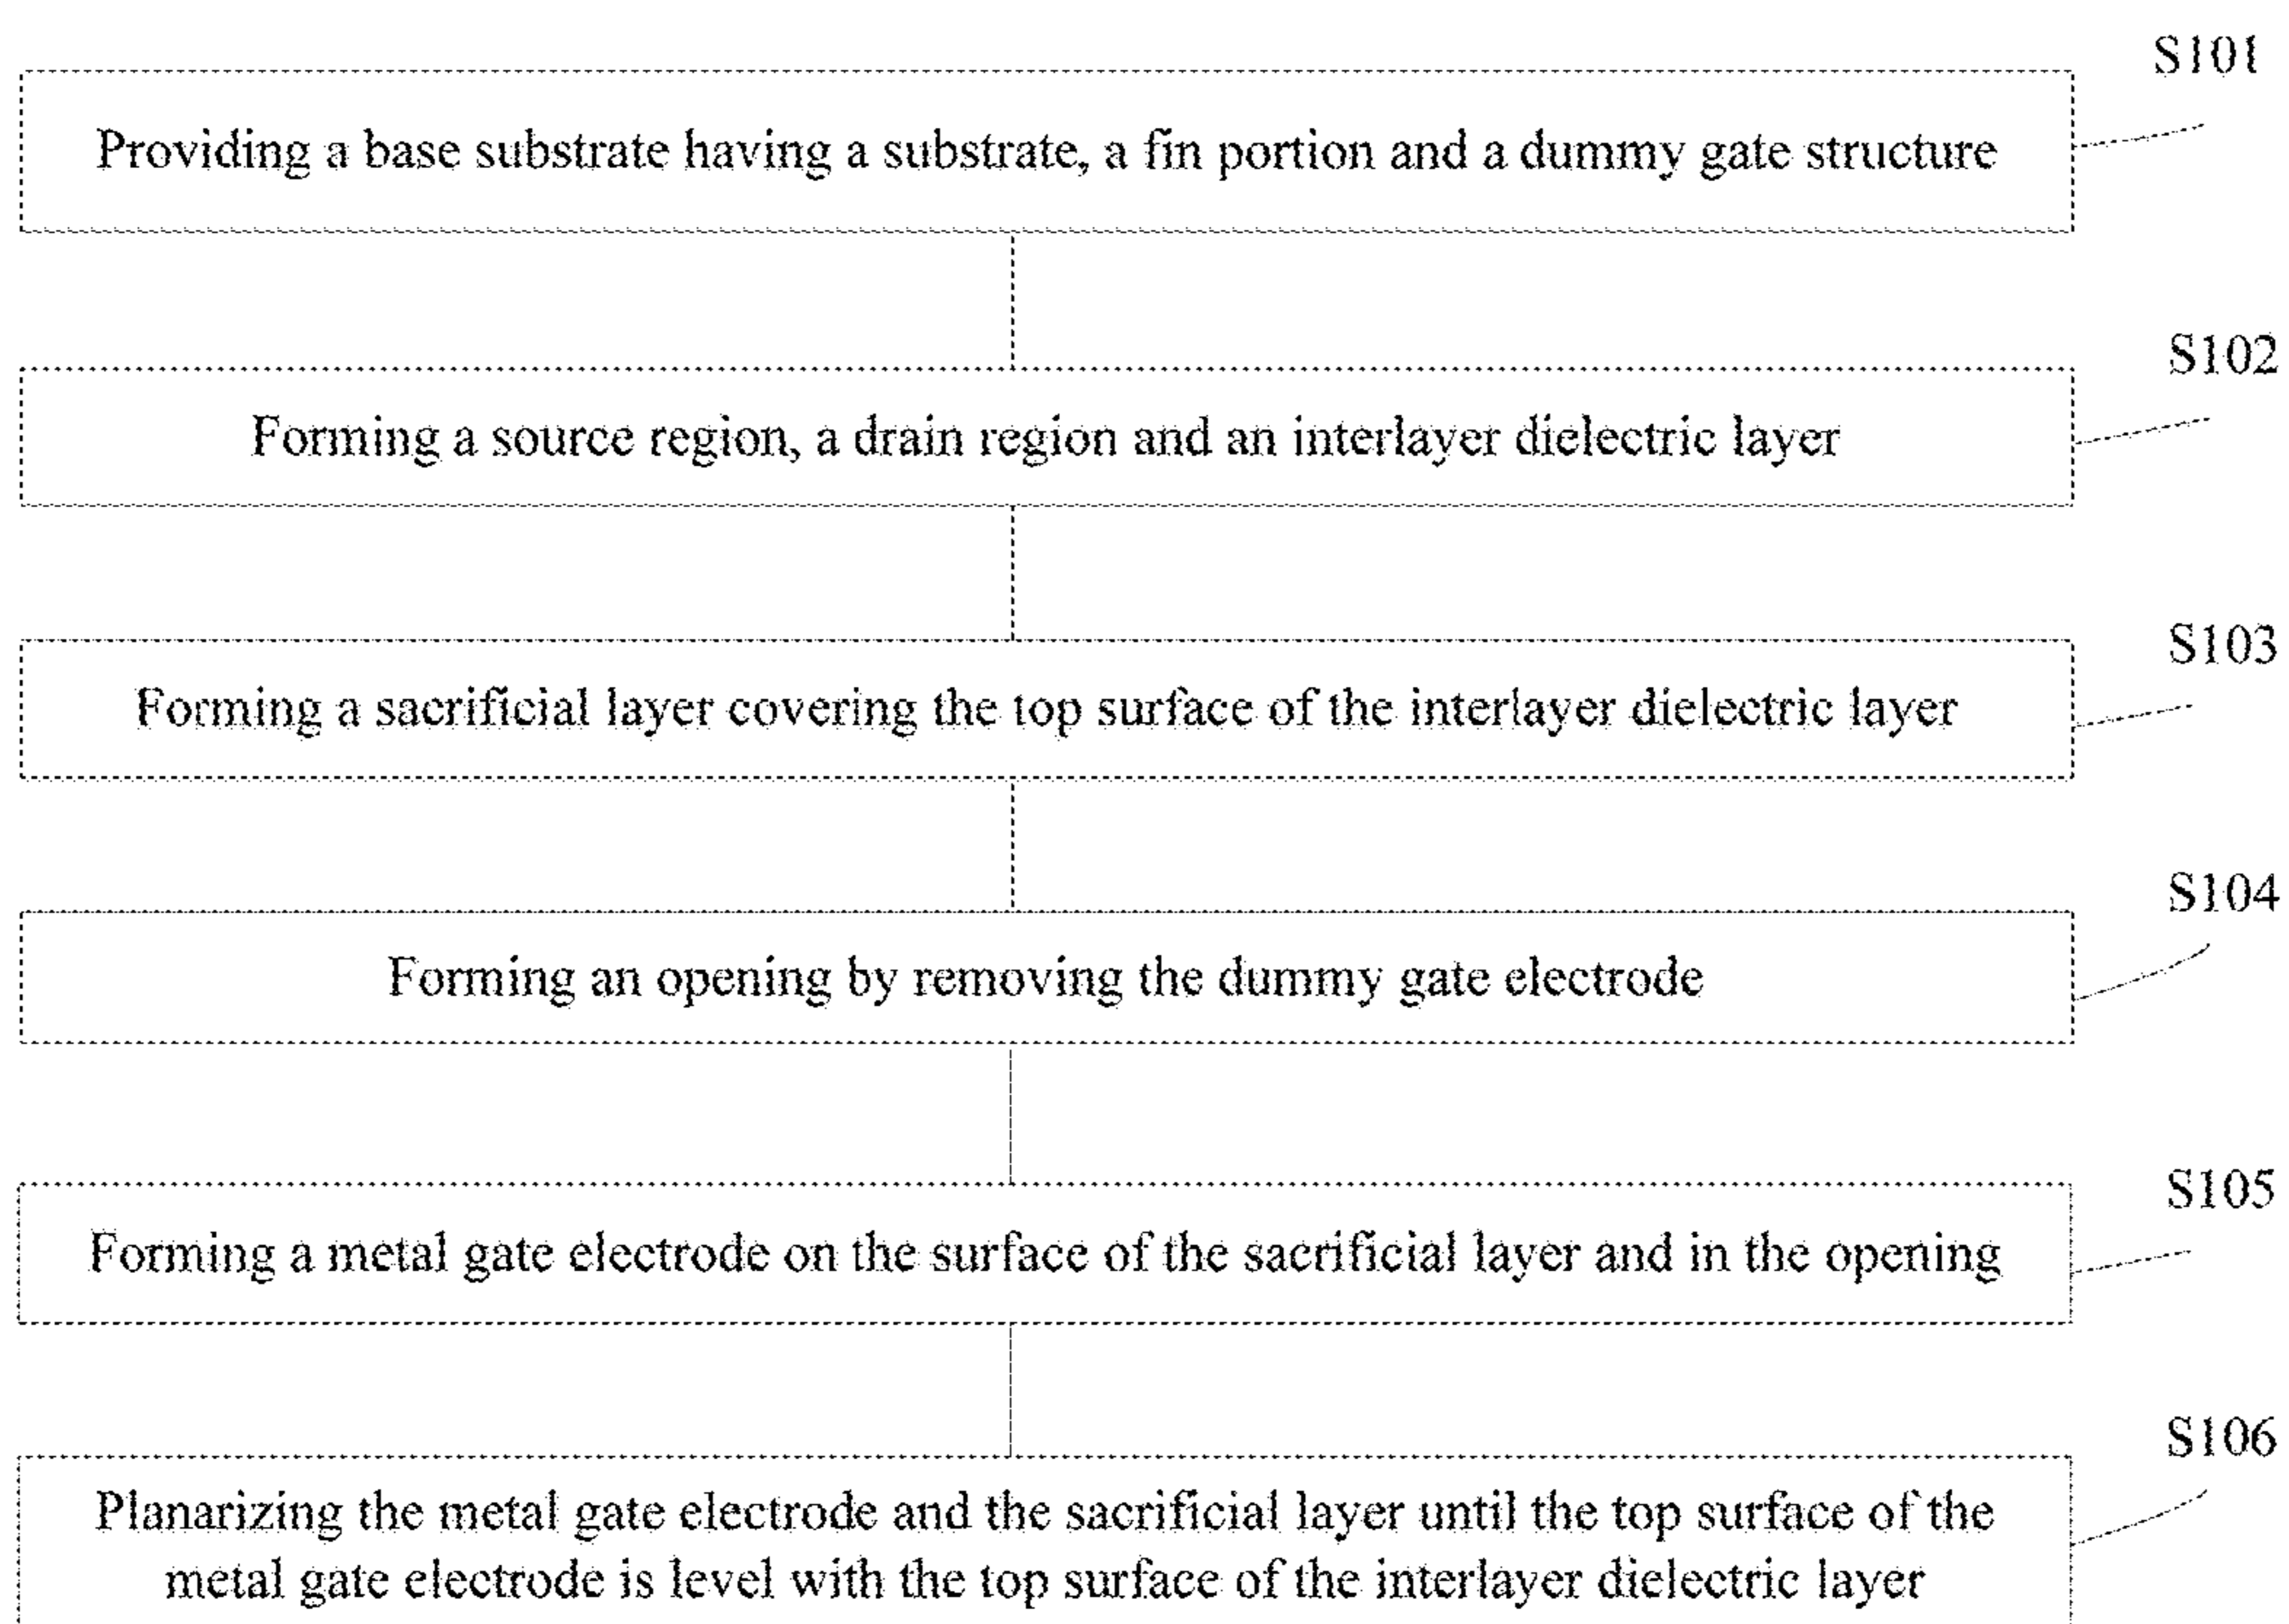 S101
Providing a base substrate having a substrate, a fin portion and a dummy gate structure
S102
Forming a source region, a drain region and an interlayer dielectric layer
S103
Forming a sacrificial layer covering the top surface of the interlayer dielectric layer
S104
Forming an opening by removing the dummy gate electrode
S105
Forming a metal gate electrode on the surface of the sacrificial layer and in the opening
S106
Planarizing the metal gate electrode and the sacrificial layer until the top surface of the
metal gate electrode is level with the top surface of the interlayer dielectric layer